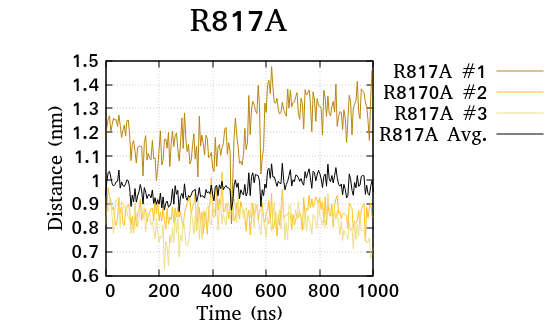 R817A
1.5
1.4
1.3
1.2
1.1
1
0.9
0.8
0.7
0.6
Distance (nm)
0 200 400 600 800 1000
Time (ns)
R817A #1
R8170A #2
R817A #3
R817A Avg.